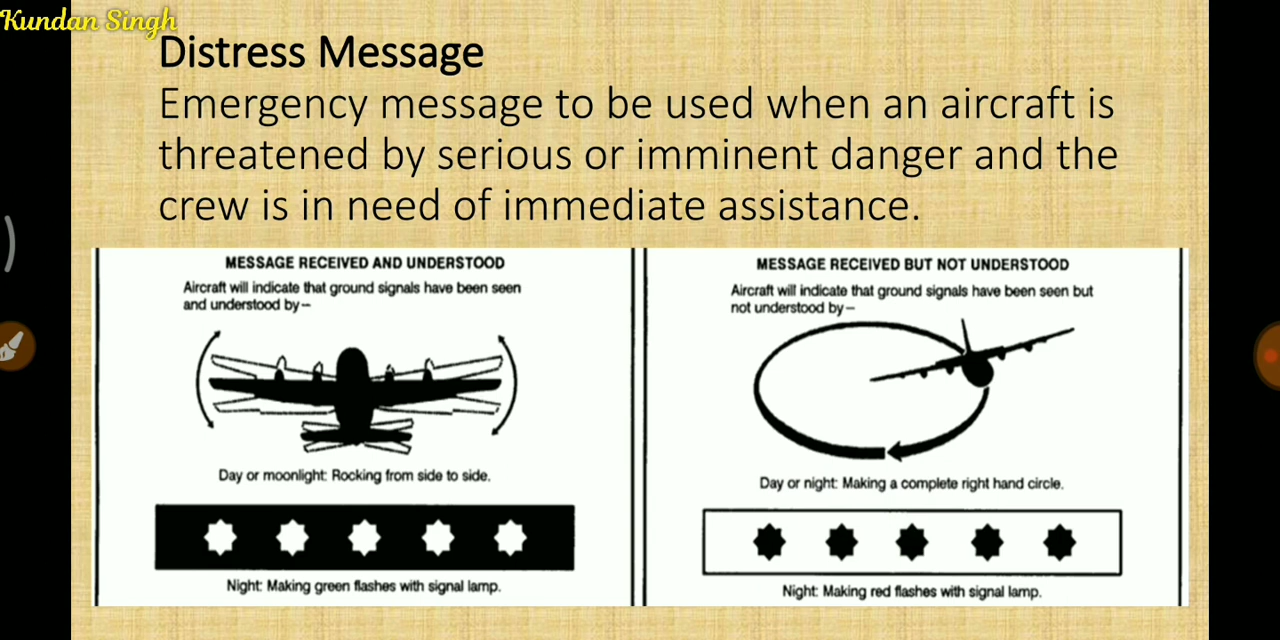 Kundan Singh
Distress Message
Emergency message to be used when an aircraft is
threatened by serious or imminent danger and the
crew is in need of immediate assistance.
MESSAGE RECEIVED AND UNDERSTOOD
Aircraft will indicate that ground signals have been seen
and understood by–
Day or moonlight: Rocking from side to side.
Night: Making green flashes with signal lamp.
MESSAGE RECEIVED BUT NOT UNDERSTOOD
Aircraft will indicate that ground signals have been seen but
not understood by–
Day or night: Making a complete right hand circle.
Night: Making red flashes with signal lamp.